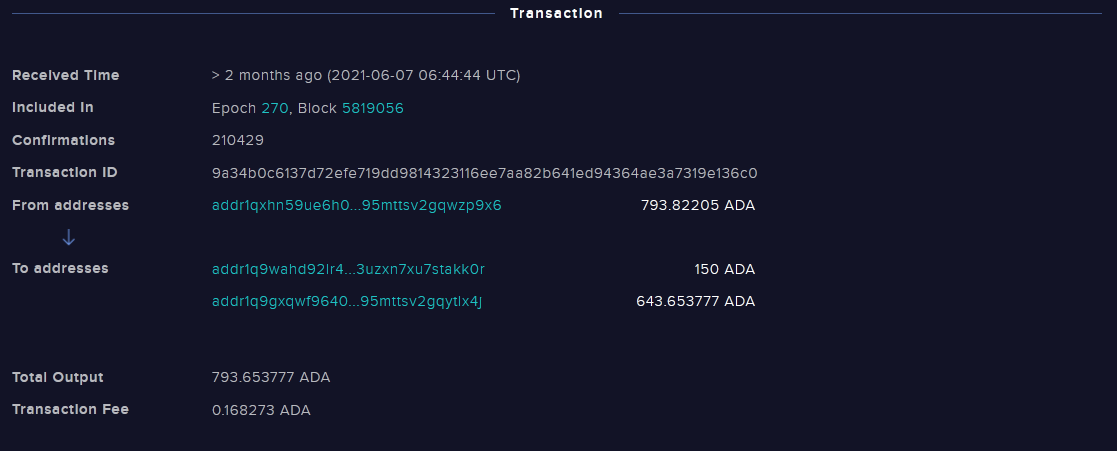 Transaction
Received Time > 2 months ago (2021-06-07 06:44:44 UTC)
Included In Epoch 270, Block 5819056
Confirmations 210429
Transaction ID 9a34b0c6137d72efe719dd9814323116ee7aa82b641ed94364ae3a7319e136c0
From addresses addr1qxhn59ue6h0...95mttsv2gqwzp9x6 793.82205 ADA
To addresses addr1q9wahd92lr4...3uzxn7xu7stakk0r 150 ADA
addr1q9gxqwf9640...95mttsv2gqytlx4j 643.653777 ADA
Total Output 793.653777 ADA
Transaction Fee 0.168273 ADA